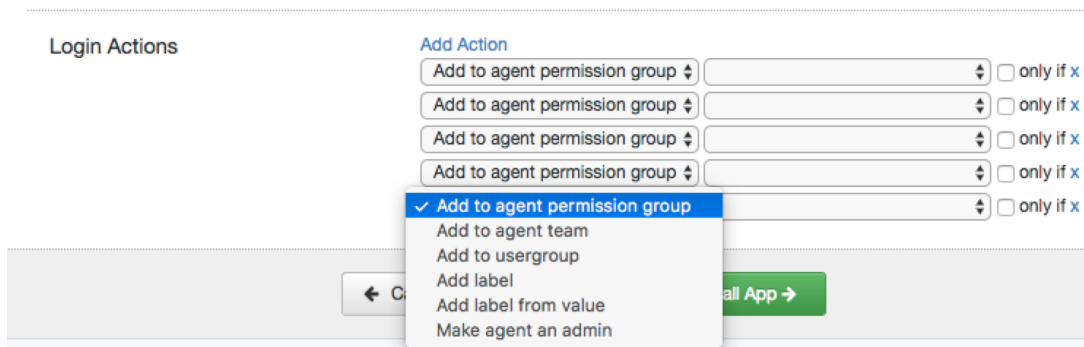 Login Actions
Add Action
Add to agent permission group only if x
Add to agent permission group only if x
Add to agent permission group only if x
Add to agent permission group only if x
✓ Add to agent permission group only if x
Add to agent team
Add to usergroup
Add label
Add label from value
Make agent an admin
← C
all App →